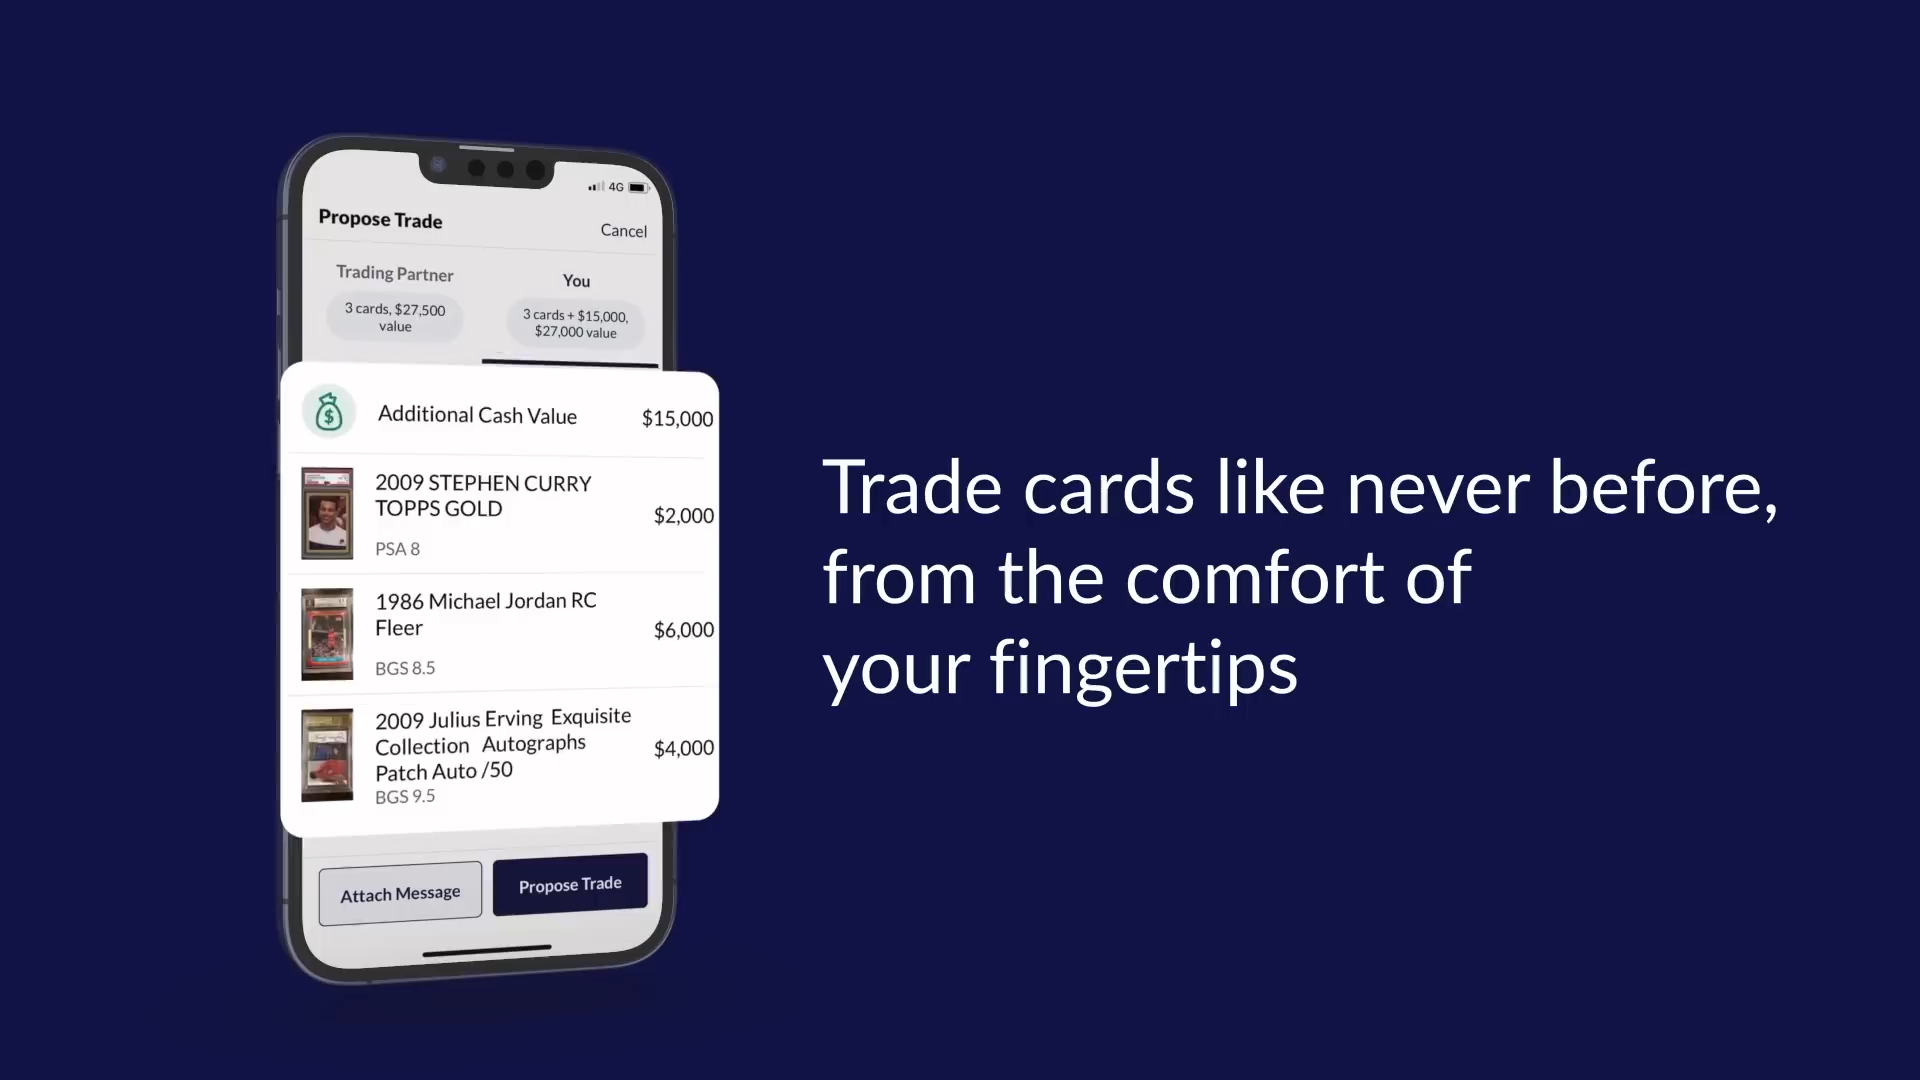 4G
Propose Trade
Cancel
Trading Partner
3 cards, $27,500
value
You
3 cards + $15,000,
$27,000 value
Additional Cash Value
$15,000
2009 STEPHEN CURRY
TOPPS GOLD
PSA 8
$2,000
1986 Michael Jordan RC
Fleer
BGS 8.5
$6,000
2009 Julius Erving Exquisite
Collection Autographs
Patch Auto /50
BGS 9.5
$4,000
Attach Message
Propose Trade
Trade cards like never before,
from the comfort of
your fingertips